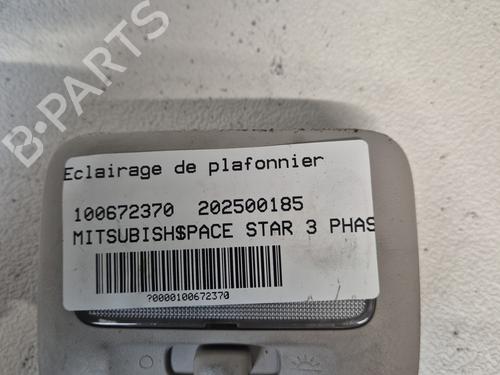 B-PARTS
Eclairage de plafonnier
100672370 202500185
MITSUBISH$PACE STAR 3 PHAS
?0000100672370